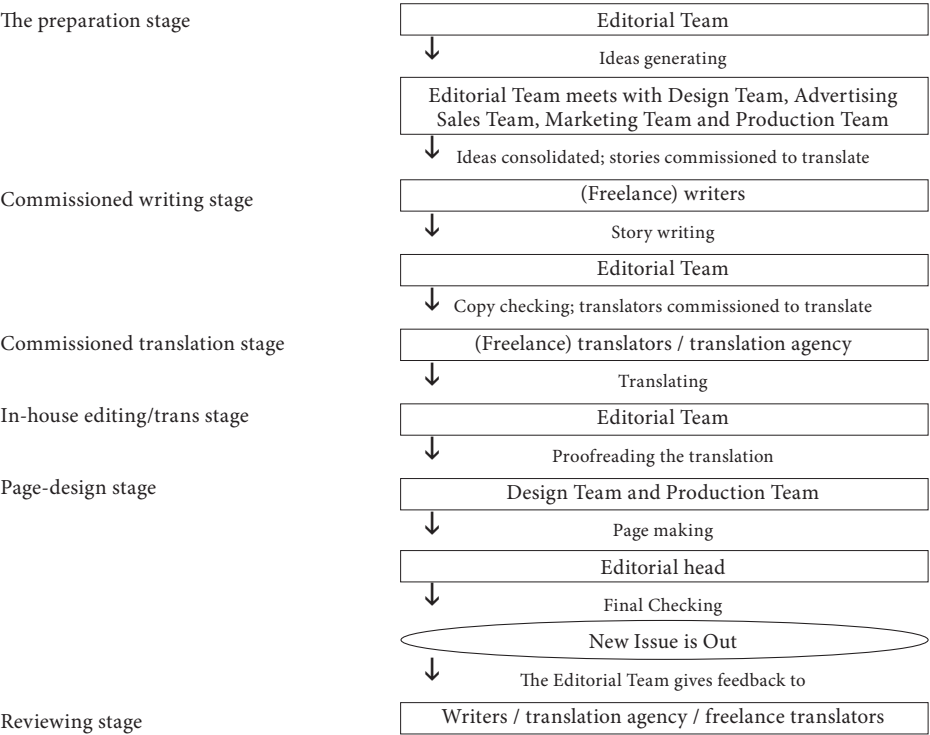 The preparation stage
Editorial Team
Ideas generating
Editorial Team meets with Design Team, Advertising
Sales Team, Marketing Team and Production Team
Ideas consolidated; stories commissioned to translate
Commissioned writing stage
(Freelance) writers
Story writing
Editorial Team
Copy checking; translators commissioned to translate
Commissioned translation stage
(Freelance) translators / translation agency
Translating
In-house editing/trans stage
Editorial Team
Proofreading the translation
Page-design stage
Design Team and Production Team
Page making
Editorial head
Final Checking
New Issue is Out
The Editorial Team gives feedback to
Reviewing stage
Writers / translation agency / freelance translators